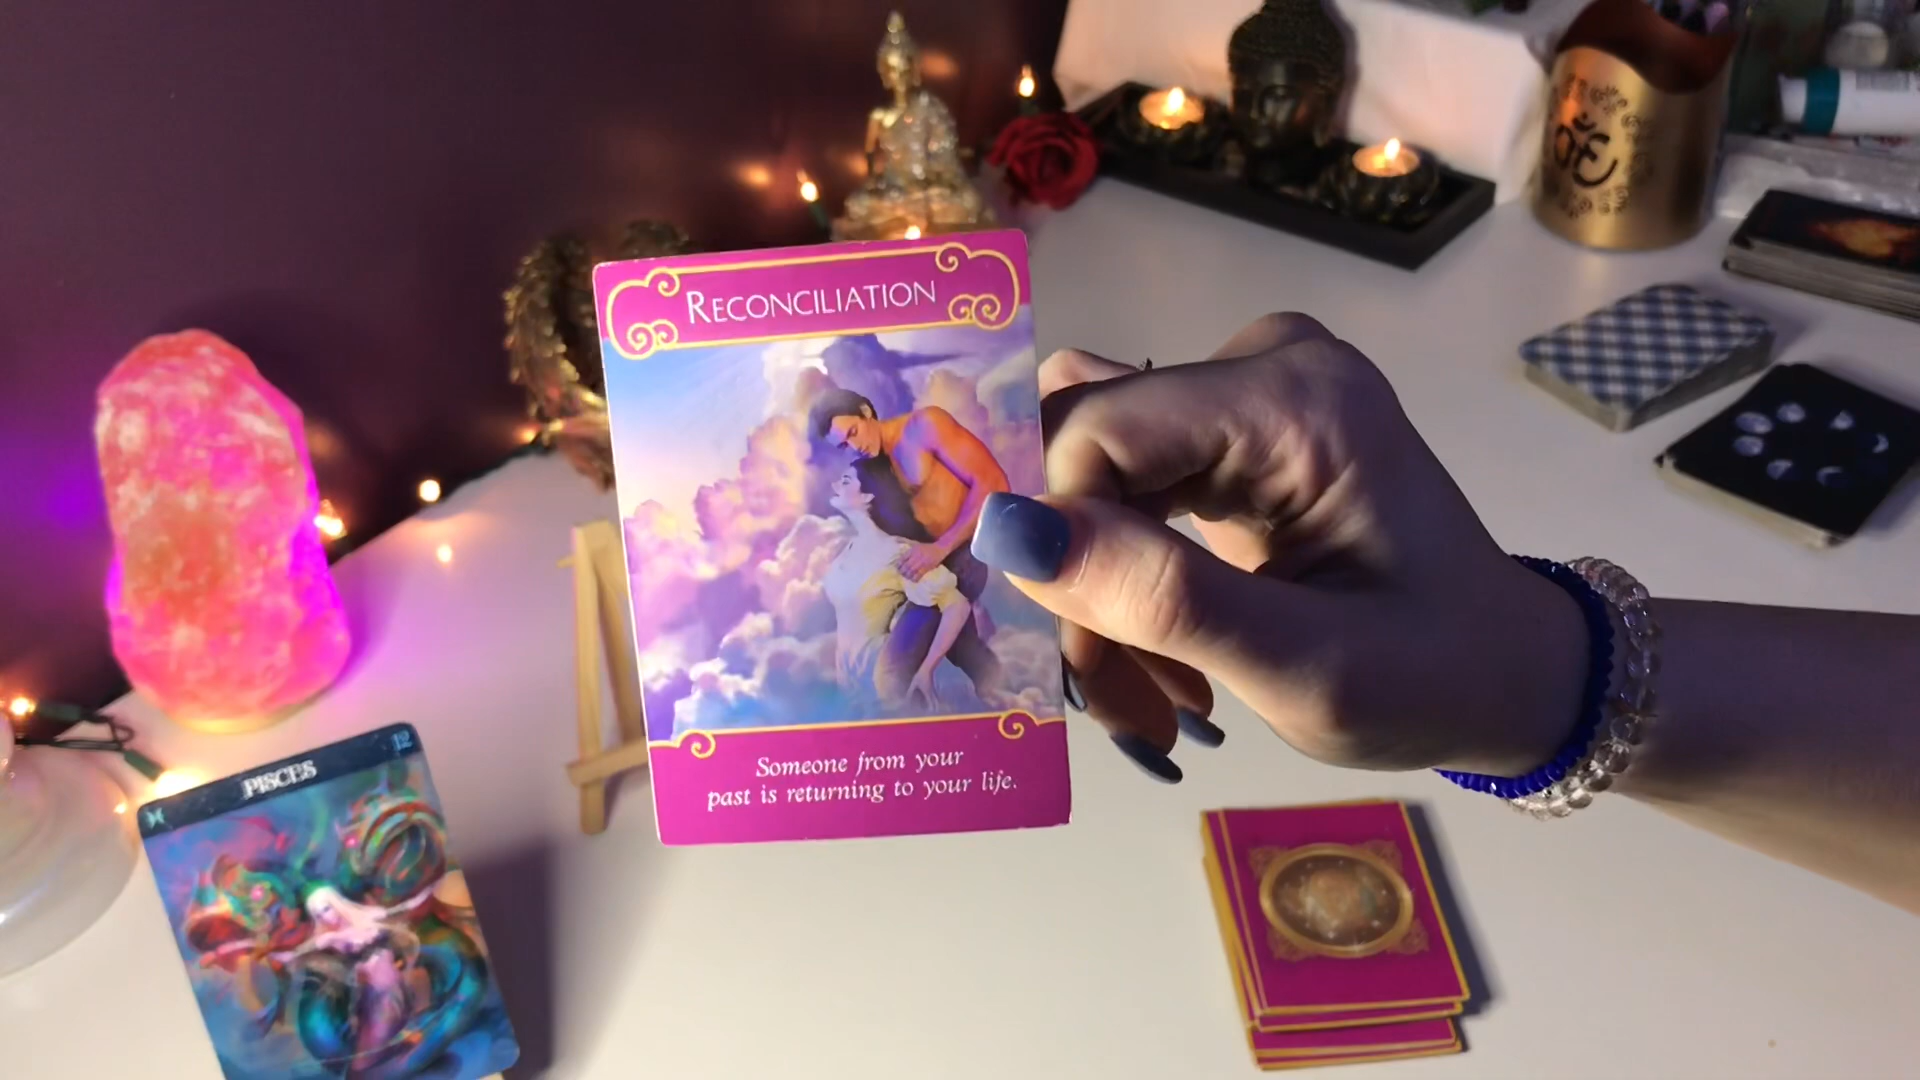 RECONCILIATION
Someone from your
past is returning to your life.
PISCES
12